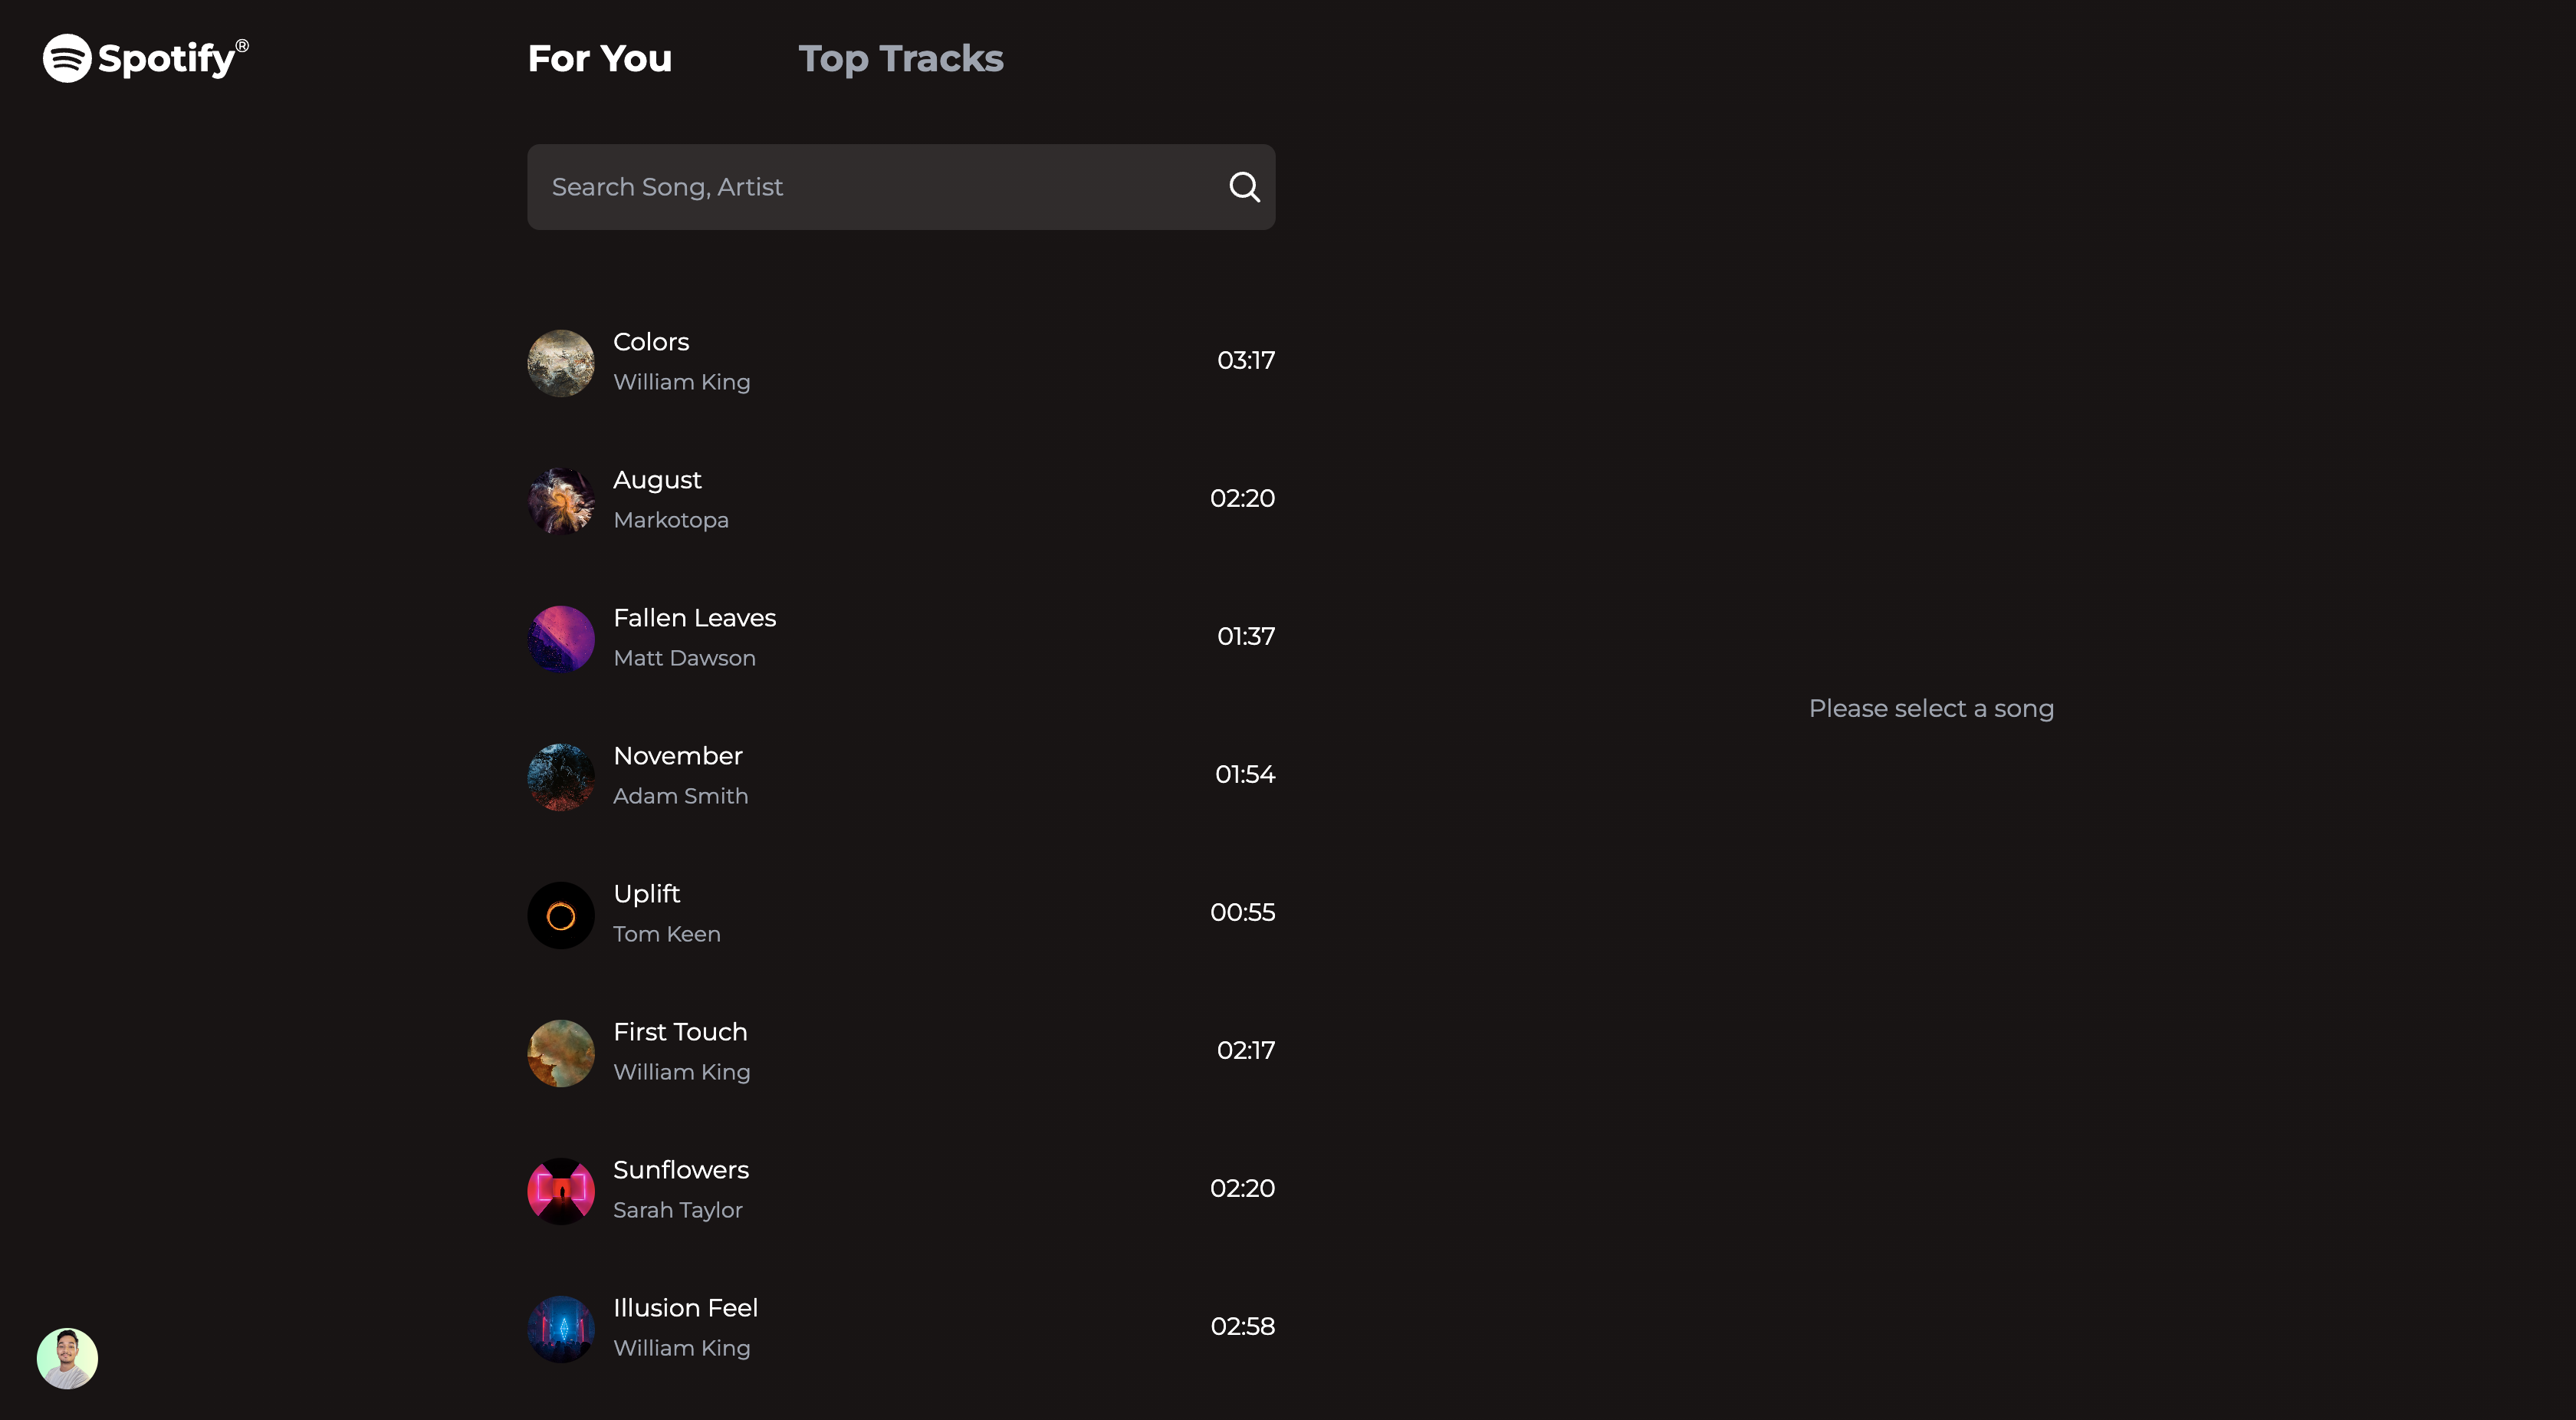 Spotify®
For You
Top Tracks
Search Song, Artist
Colors
William King
03:17
August
Markotopa
02:20
Fallen Leaves
Matt Dawson
01:37
November
Adam Smith
01:54
Uplift
Tom Keen
00:55
First Touch
William King
02:17
Sunflowers
Sarah Taylor
02:20
Illusion Feel
William King
02:58
Please select a song